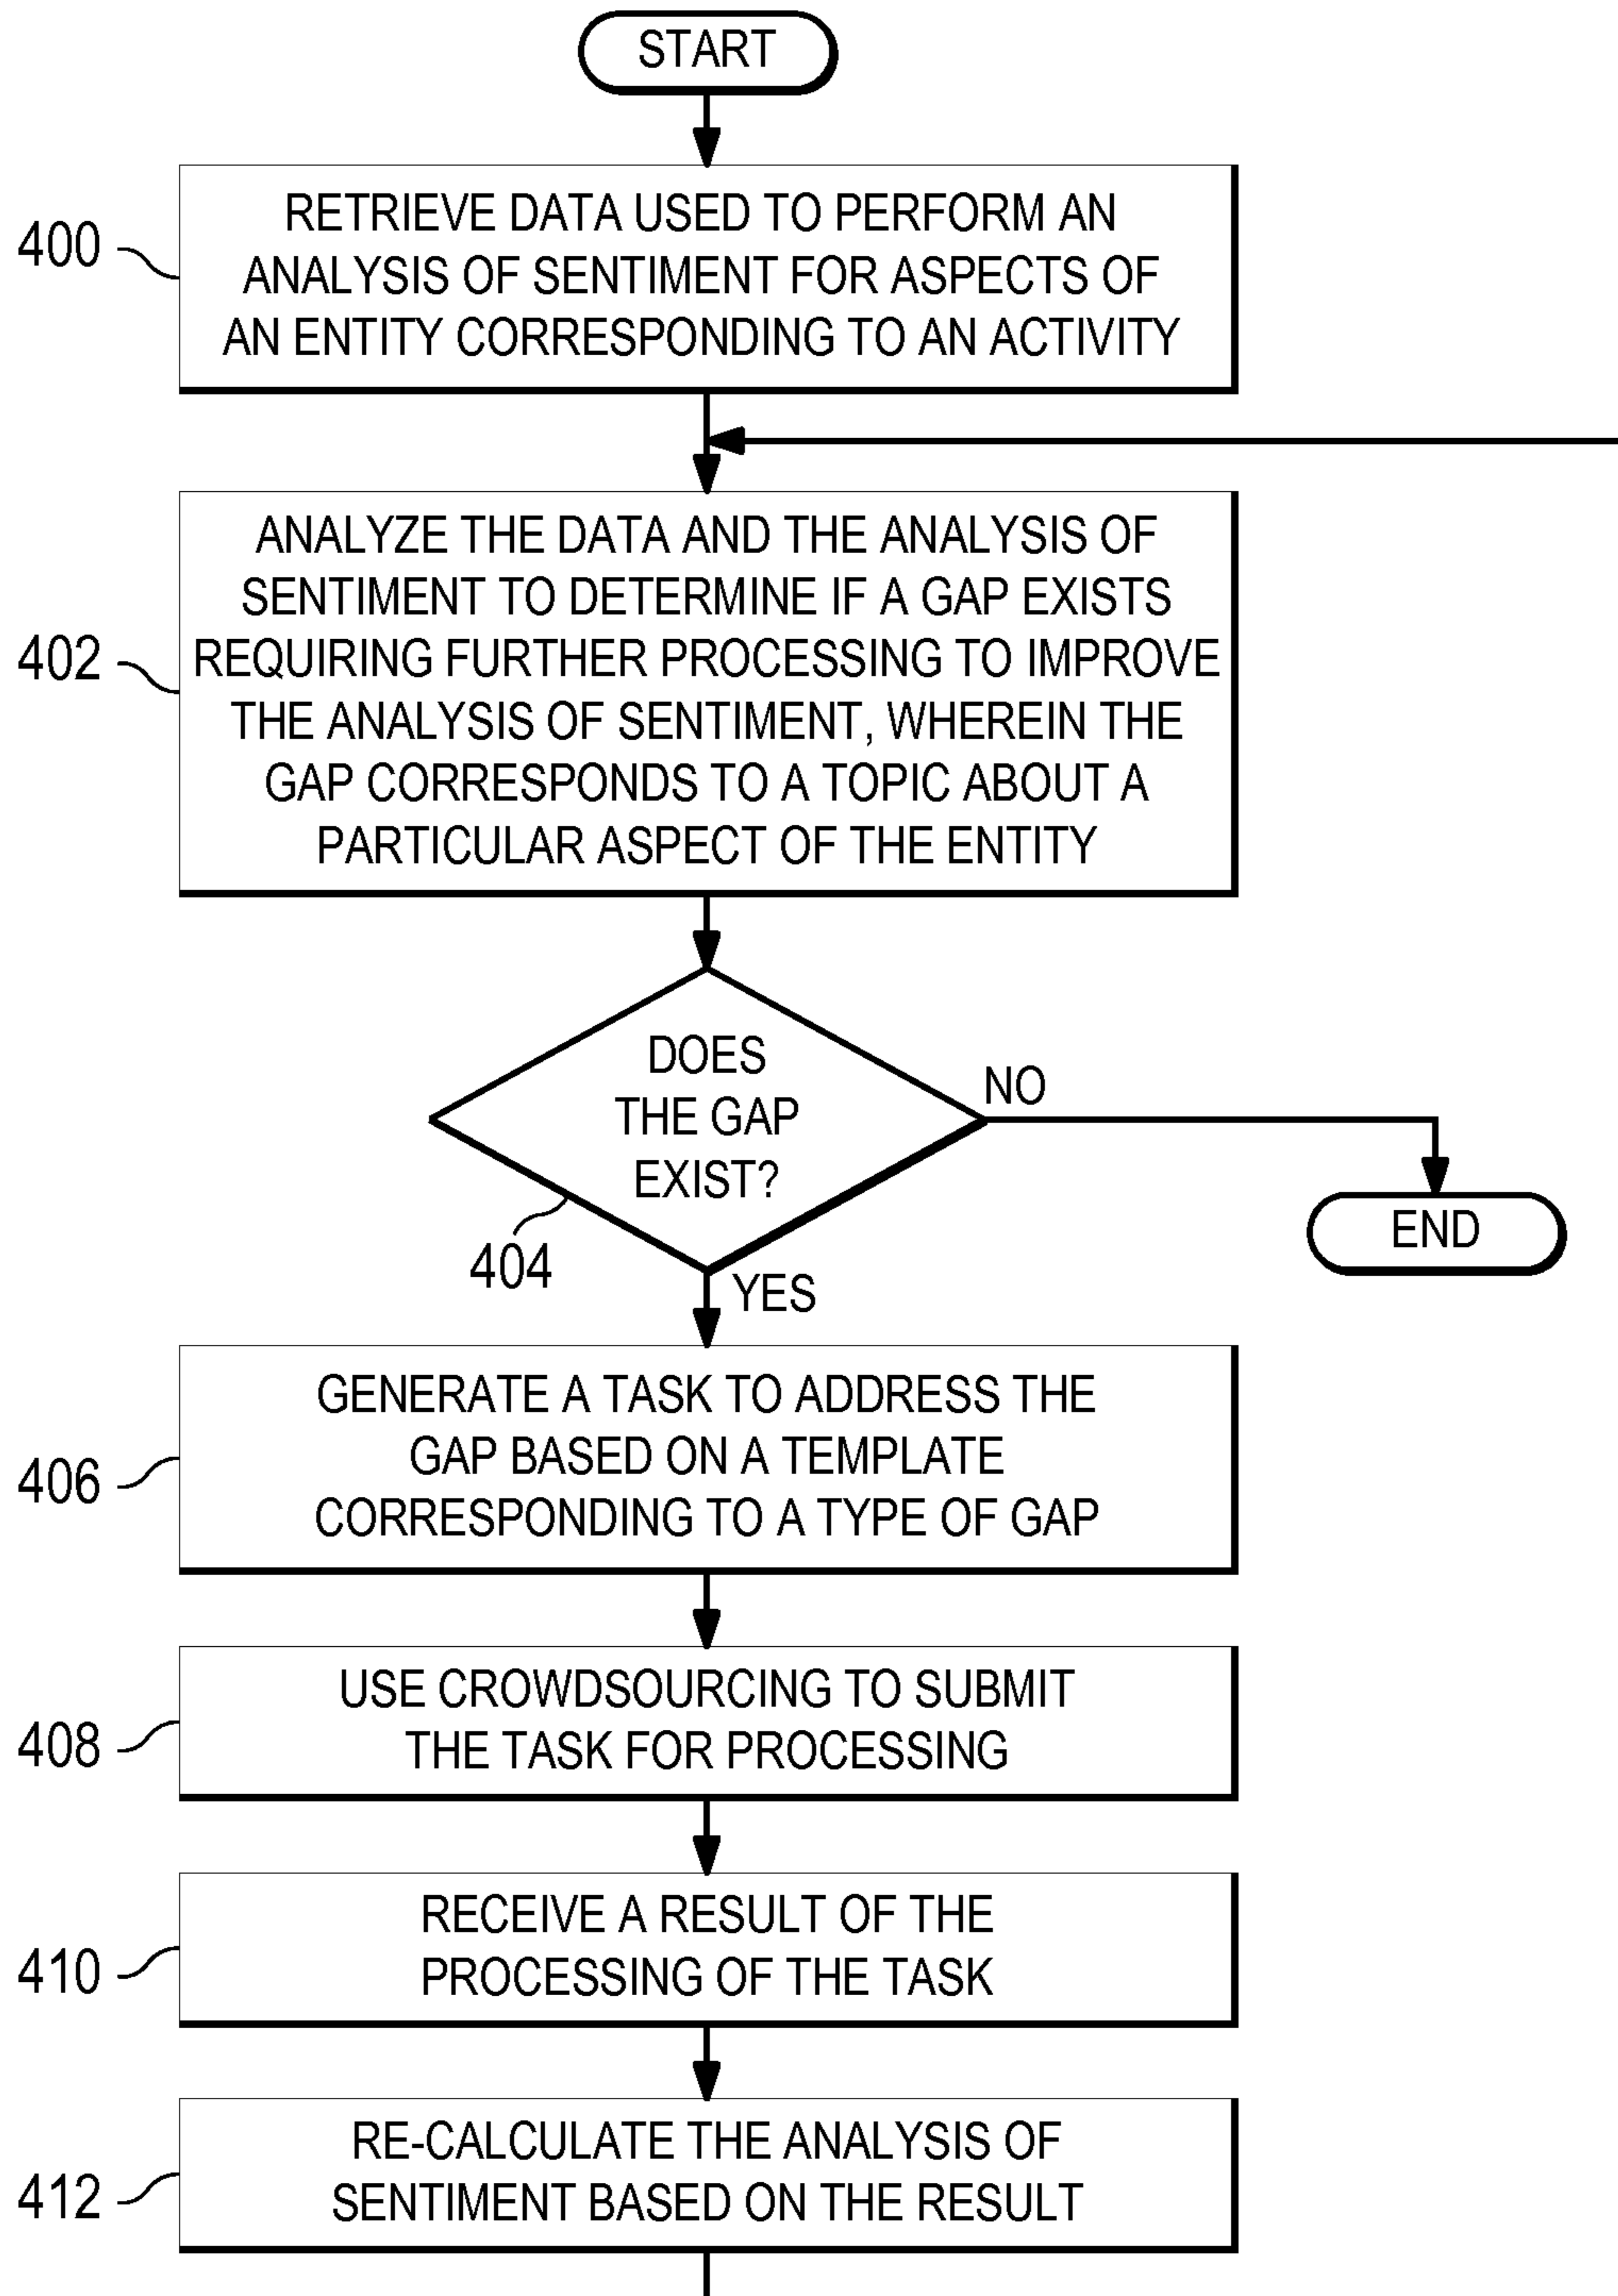 START
400
RETRIEVE DATA USED TO PERFORM AN
ANALYSIS OF SENTIMENT FOR ASPECTS OF
AN ENTITY CORRESPONDING TO AN ACTIVITY
402
ANALYZE THE DATA AND THE ANALYSIS OF
SENTIMENT TO DETERMINE IF A GAP EXISTS
REQUIRING FURTHER PROCESSING TO IMPROVE
THE ANALYSIS OF SENTIMENT, WHEREIN THE
GAP CORRESPONDS TO A TOPIC ABOUT A
PARTICULAR ASPECT OF THE ENTITY
DOES
THE GAP
EXIST?
404
NO
END
YES
406
GENERATE A TASK TO ADDRESS THE
GAP BASED ON A TEMPLATE
CORRESPONDING TO A TYPE OF GAP
408
USE CROWDSOURCING TO SUBMIT
THE TASK FOR PROCESSING
410
RECEIVE A RESULT OF THE
PROCESSING OF THE TASK
412
RE-CALCULATE THE ANALYSIS OF
SENTIMENT BASED ON THE RESULT